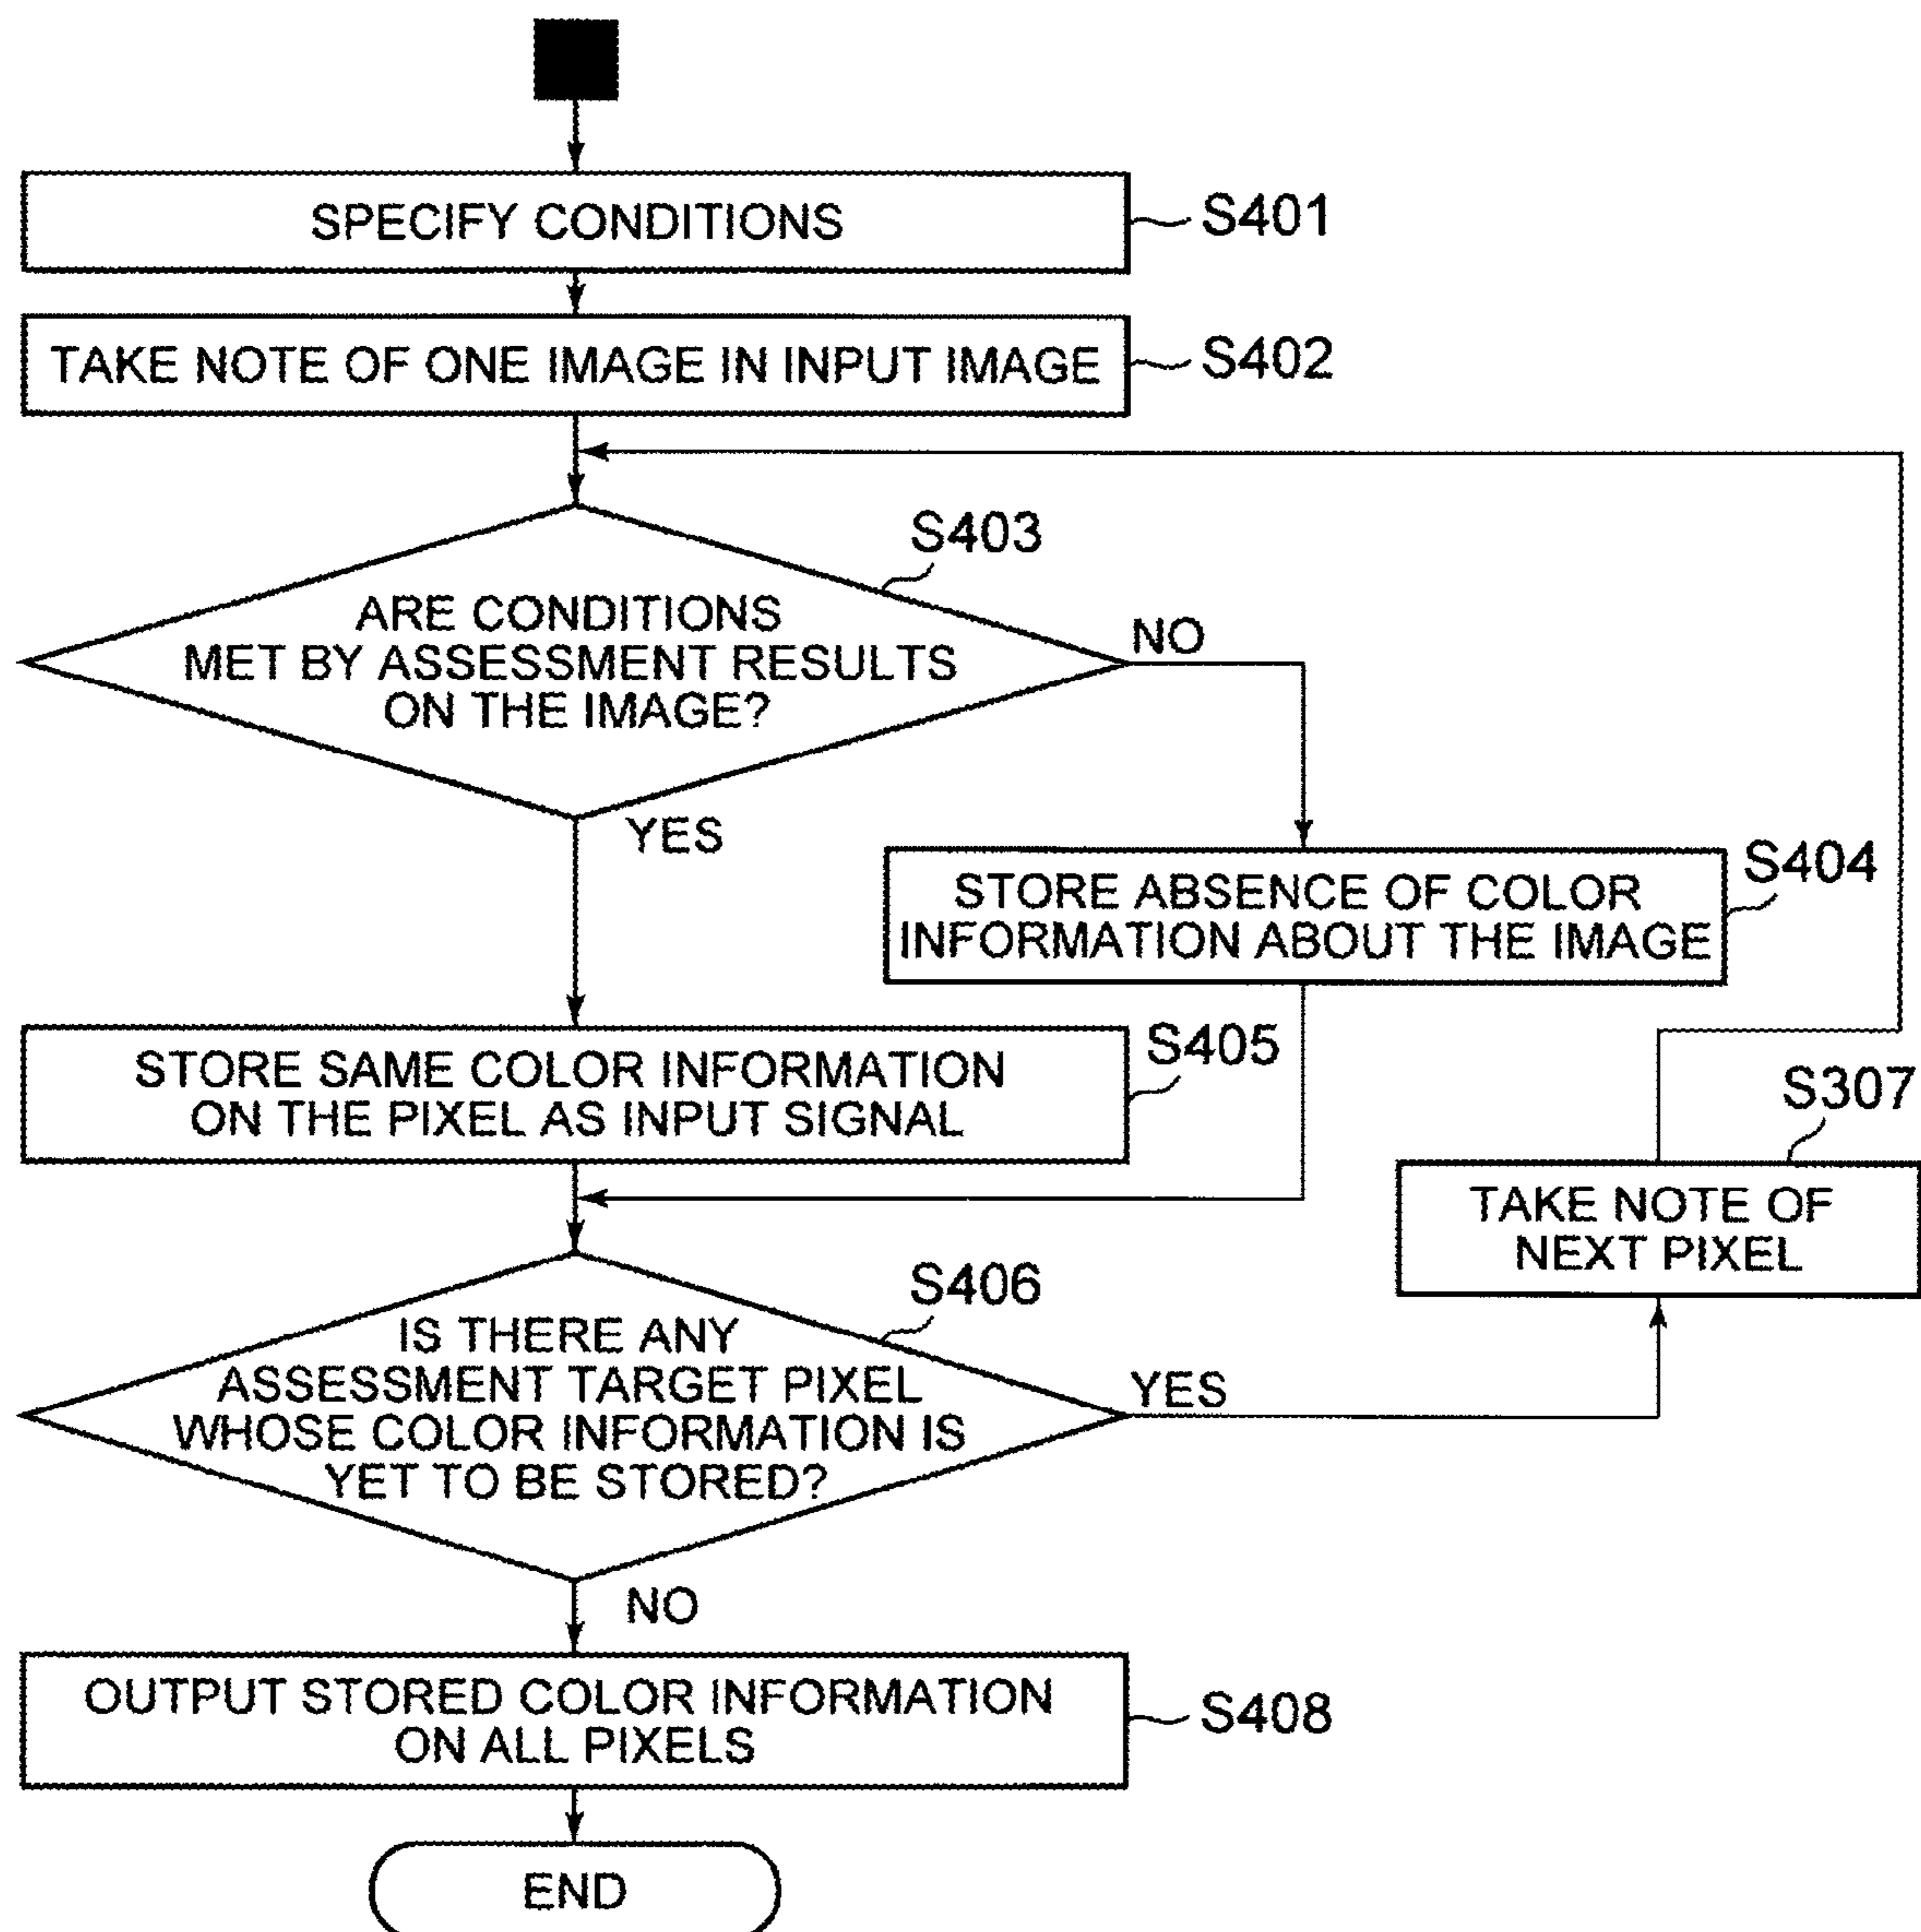 SPECIFY CONDITIONS
S401
TAKE NOTE OF ONE IMAGE IN INPUT IMAGE
S402
S403
ARE CONDITIONS
MET BY ASSESSMENT RESULTS
ON THE IMAGE?
NO
YES
STORE ABSENCE OF COLOR
INFORMATION ABOUT THE IMAGE
S404
STORE SAME COLOR INFORMATION
ON THE PIXEL AS INPUT SIGNAL
S405
S307
TAKE NOTE OF
NEXT PIXEL
S406
IS THERE ANY
ASSESSMENT TARGET PIXEL
WHOSE COLOR INFORMATION IS
YET TO BE STORED?
YES
NO
OUTPUT STORED COLOR INFORMATION
ON ALL PIXELS
S408
END